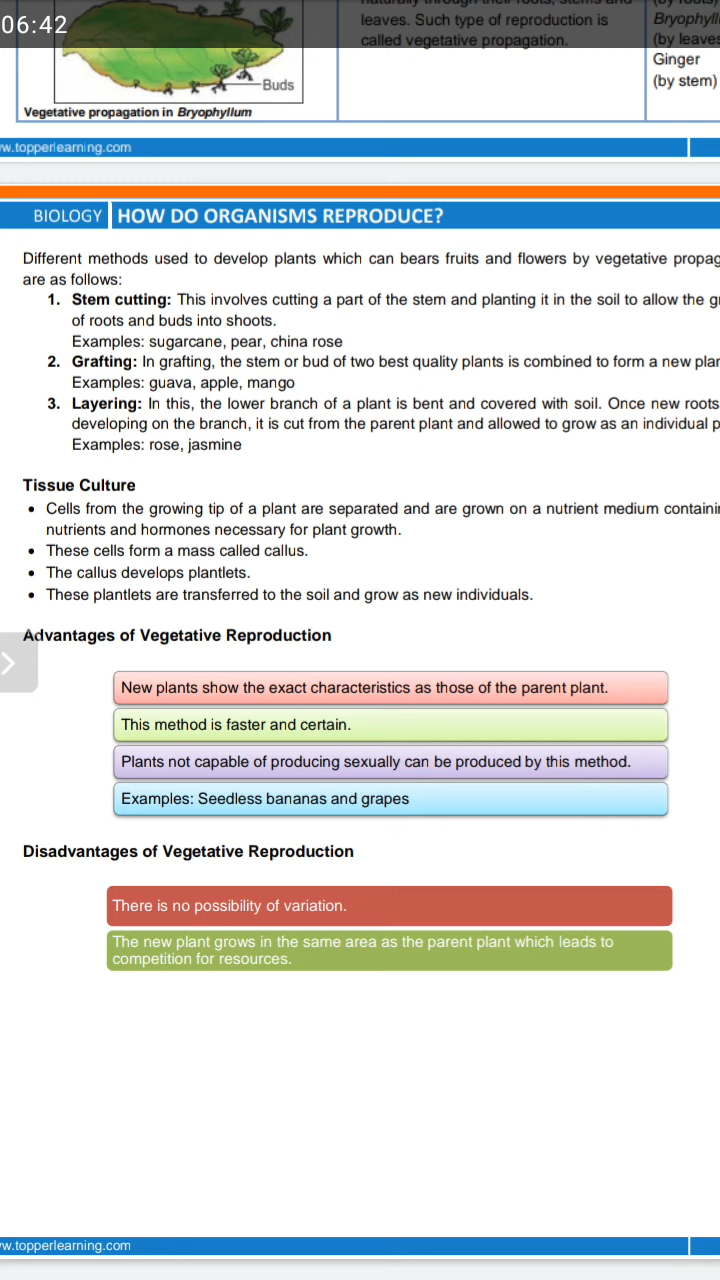 06:42
leaves. Such type of reproduction is
called vegetative propagation.
Bryophyll
(by leaves
Ginger
(by stem)
Buds
Vegetative propagation in Bryophyllum
w.topperlearning.com
BIOLOGY HOW DO ORGANISMS REPRODUCE?
Different methods used to develop plants which can bears fruits and flowers by vegetative propag
are as follows:
1. Stem cutting: This involves cutting a part of the stem and planting it in the soil to allow the g
of roots and buds into shoots.
Examples: sugarcane, pear, china rose
2. Grafting: In grafting, the stem or bud of two best quality plants is combined to form a new plan
Examples: guava, apple, mango
3. Layering: In this, the lower branch of a plant is bent and covered with soil. Once new roots
developing on the branch, it is cut from the parent plant and allowed to grow as an individual p
Examples: rose, jasmine
Tissue Culture
• Cells from the growing tip of a plant are separated and are grown on a nutrient medium containin
nutrients and hormones necessary for plant growth.
• These cells form a mass called callus.
• The callus develops plantlets.
• These plantlets are transferred to the soil and grow as new individuals.
Advantages of Vegetative Reproduction
New plants show the exact characteristics as those of the parent plant.
This method is faster and certain.
Plants not capable of producing sexually can be produced by this method.
Examples: Seedless bananas and grapes
Disadvantages of Vegetative Reproduction
There is no possibility of variation.
The new plant grows in the same area as the parent plant which leads to
competition for resources.
w.topperlearning.com